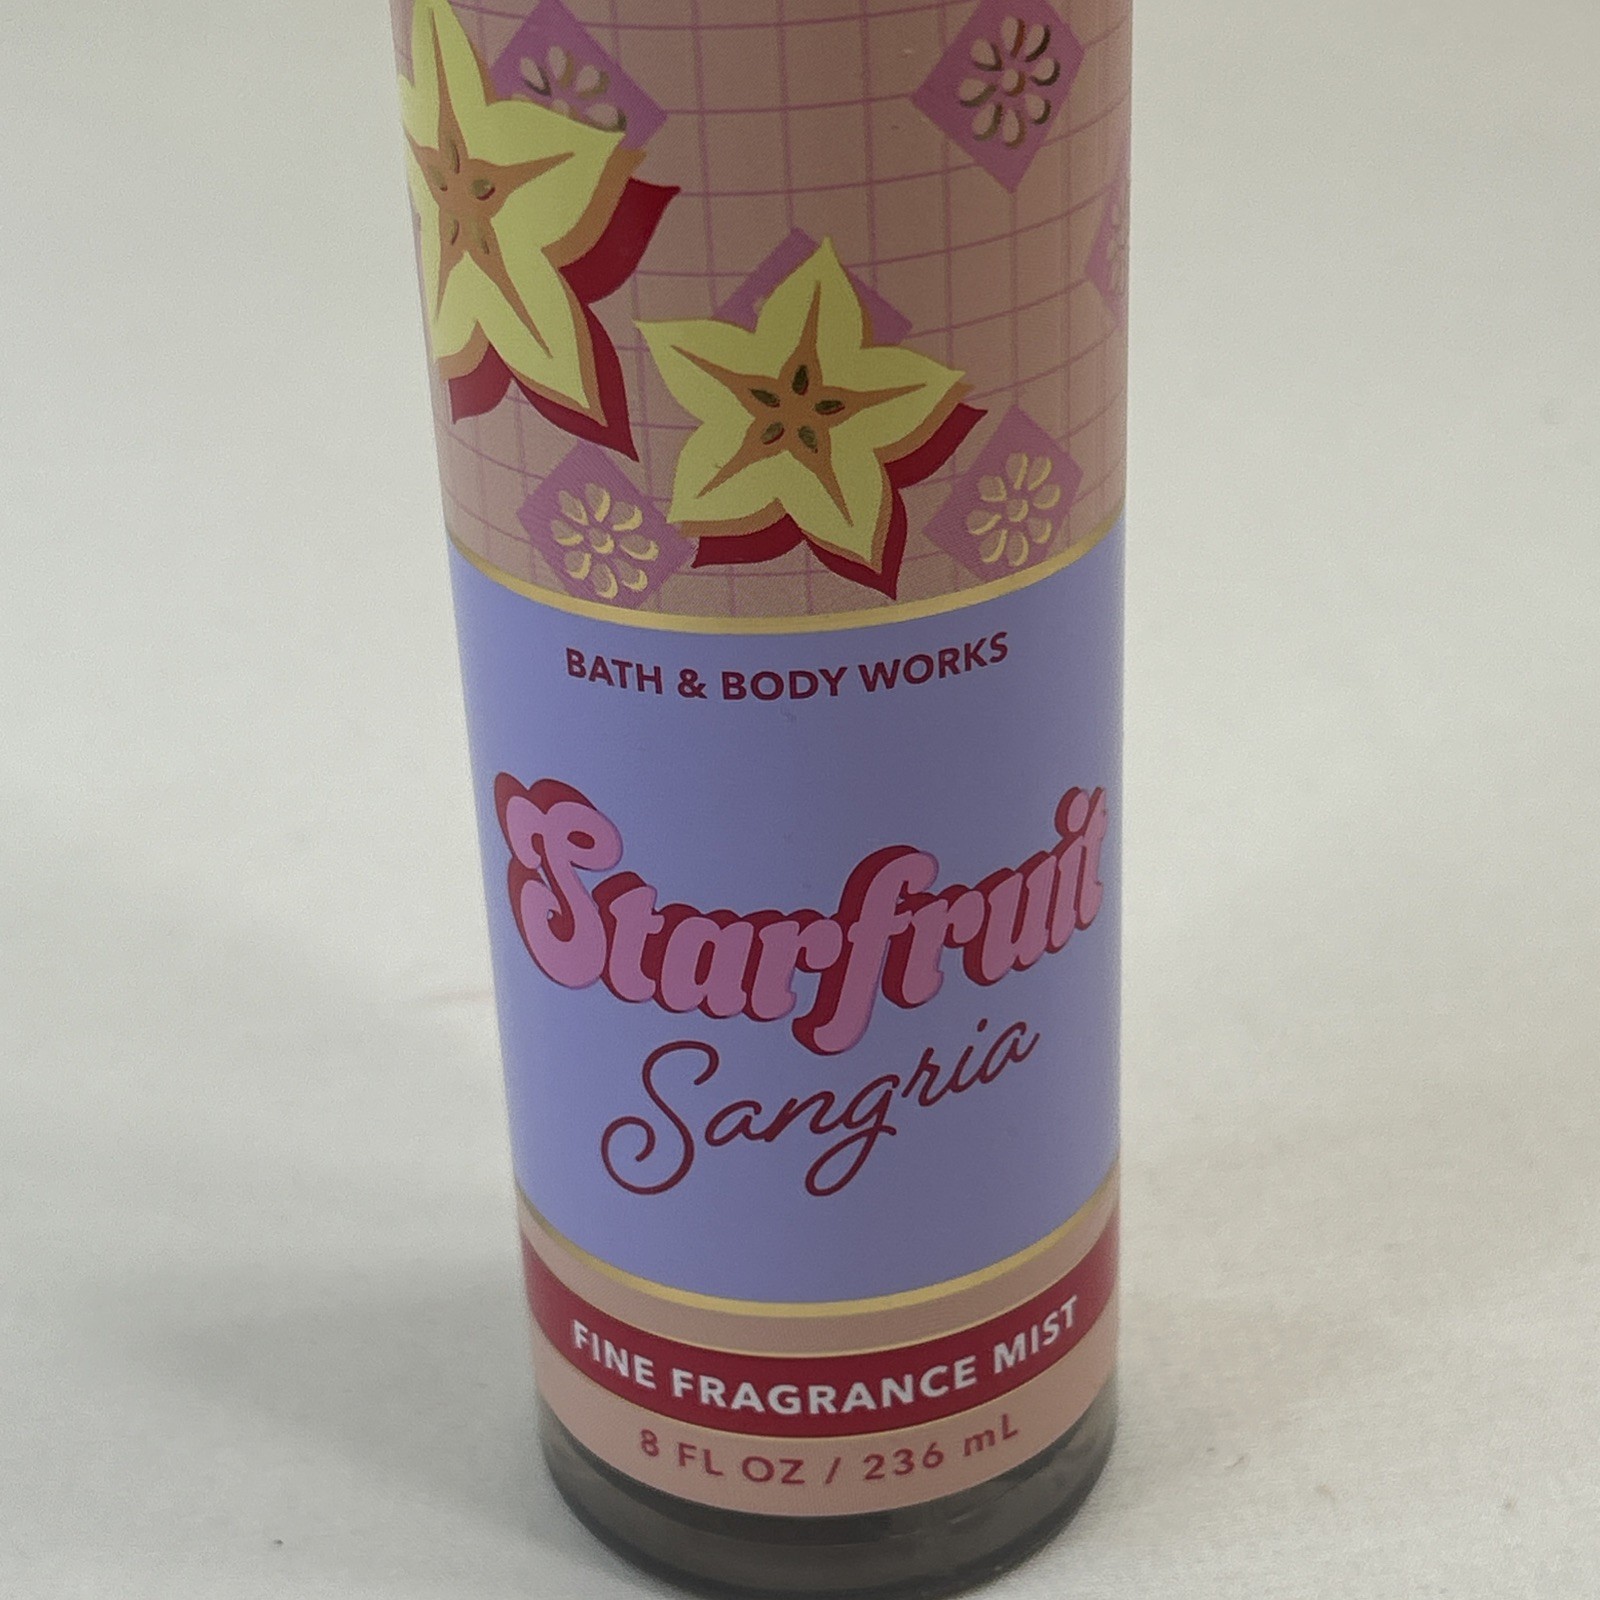 BATH & BODY WORKS
Starfruit
Sangria
FINE FRAGRANCE MIST
8 FL OZ / 236 mL